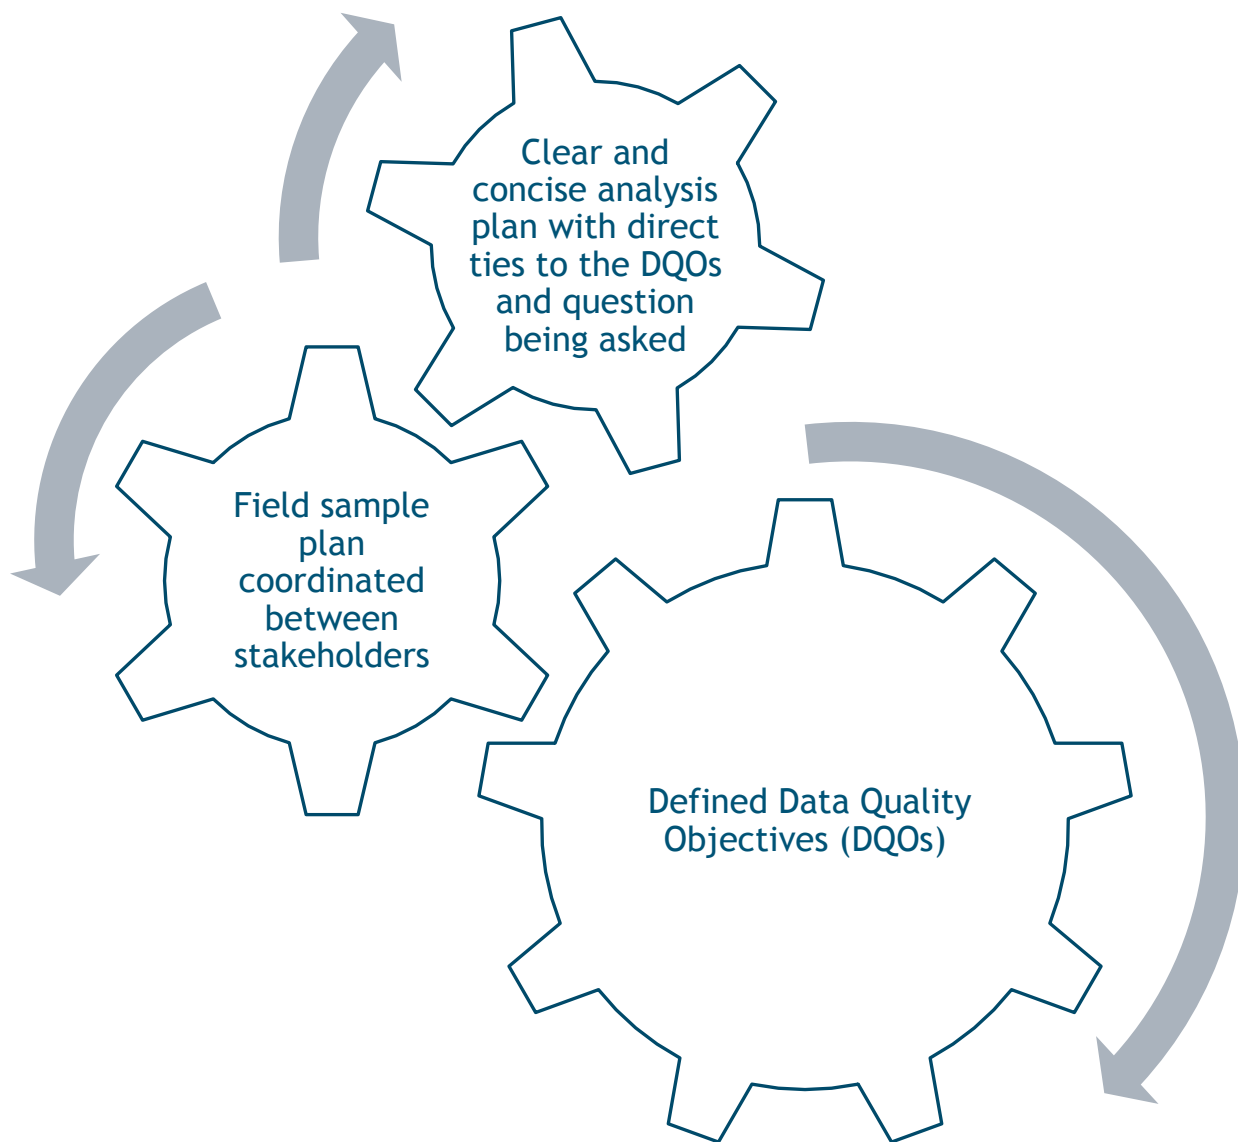 Clear and
concise analysis
plan with direct
ties to the DQOs
and question
being asked
Field sample
plan
coordinated
between
stakeholders
Defined Data Quality
Objectives (DQOs)